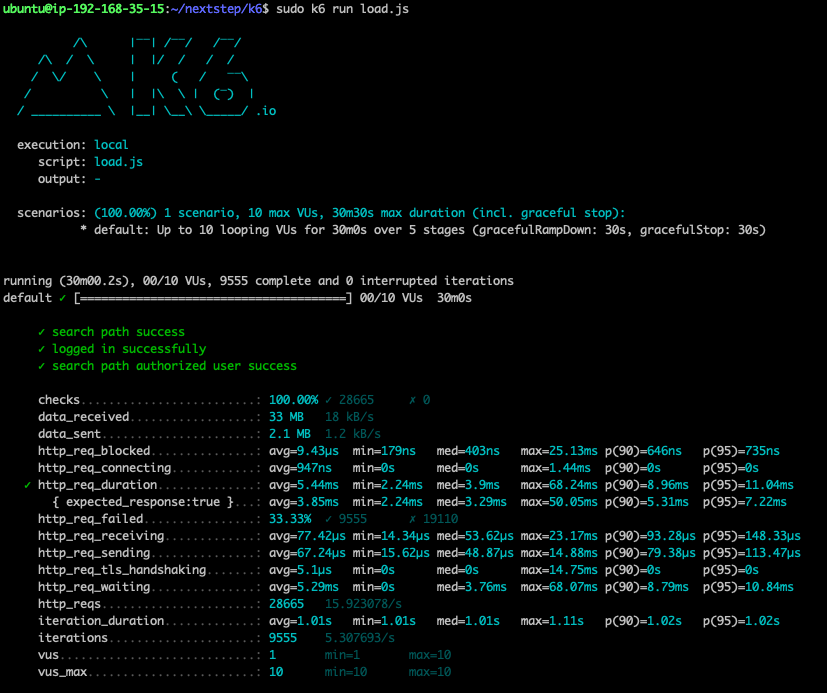 ubuntu@ip-192-168-35-15:~/nextstep/k6$ sudo k6 run load.js
.io
execution: local
script: load.js
output: -
scenarios: (100.00%) 1 scenario, 10 max VUs, 30m30s max duration (incl. graceful stop):
* default: Up to 10 looping VUs for 30m0s over 5 stages (gracefulRampDown: 30s, gracefulStop: 30s)
running (30m00.2s), 00/10 VUs, 9555 complete and 0 interrupted iterations
default ✓ [======================================] 00/10 VUs  30m0s
✓ search path success
✓ logged in successfully
✓ search path authorized user success
checks.........................: 100.00% ✓ 28665     ✗ 0
data_received..................: 33 MB   18 kB/s
data_sent......................: 2.1 MB  1.2 kB/s
http_req_blocked...............: avg=9.43µs  min=179ns   med=403ns   max=25.13ms p(90)=646ns   p(95)=735ns
http_req_connecting............: avg=947ns   min=0s      med=0s      max=1.44ms  p(90)=0s      p(95)=0s
✓ http_req_duration..............: avg=5.44ms  min=2.24ms  med=3.9ms   max=68.24ms p(90)=8.96ms  p(95)=11.04ms
{ expected_response:true }...: avg=3.85ms  min=2.24ms  med=3.29ms  max=50.05ms p(90)=5.31ms  p(95)=7.22ms
http_req_failed................: 33.33%  ✓ 9555      ✗ 19110
http_req_receiving.............: avg=77.42µs min=14.34µs med=53.62µs max=23.17ms p(90)=93.28µs p(95)=148.33µs
http_req_sending...............: avg=67.24µs min=15.62µs med=48.87µs max=14.88ms p(90)=79.38µs p(95)=113.47µs
http_req_tls_handshaking.......: avg=5.1µs   min=0s      med=0s      max=14.75ms p(90)=0s      p(95)=0s
http_req_waiting...............: avg=5.29ms  min=0s      med=3.76ms  max=68.07ms p(90)=8.79ms  p(95)=10.84ms
http_reqs......................: 28665   15.923078/s
iteration_duration.............: avg=1.01s   min=1.01s   med=1.01s   max=1.11s   p(90)=1.02s   p(95)=1.02s
iterations.....................: 9555    5.307693/s
vus............................: 1       min=1       max=10
vus_max........................: 10      min=10      max=10